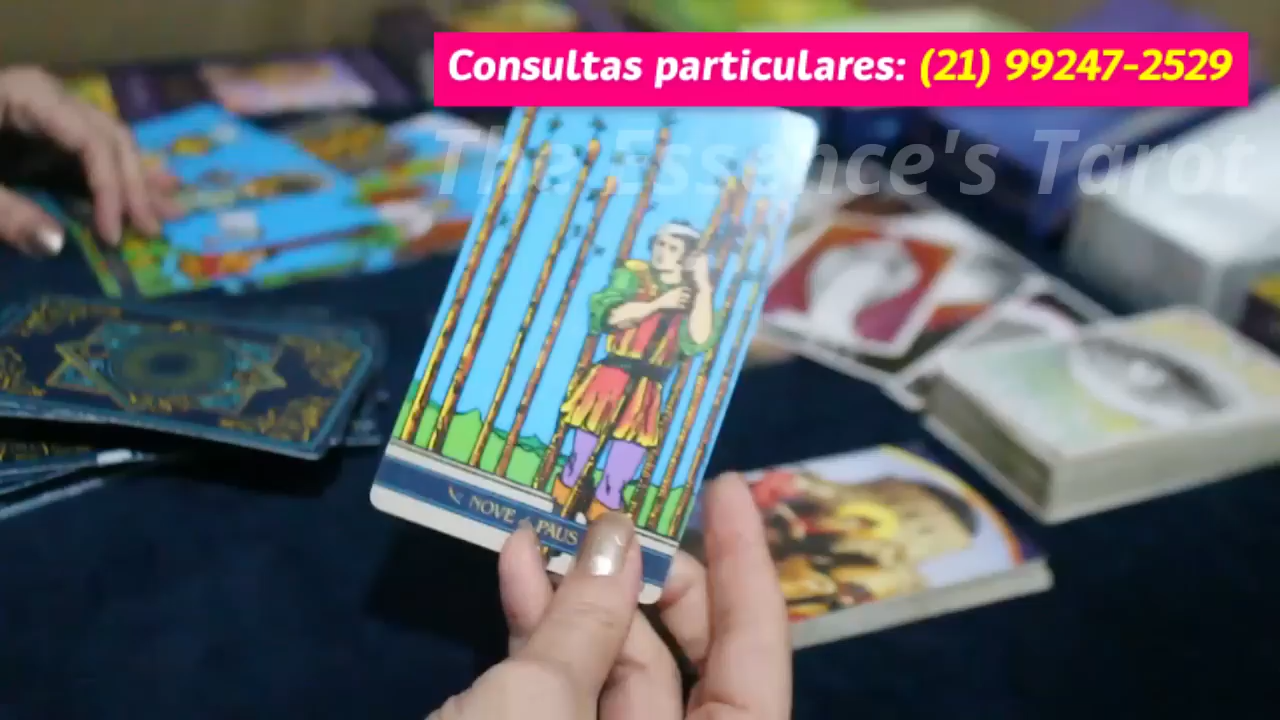 Consultas particulares: (21) 99247-2529
The Essence's Tarot
NOVE PAUS